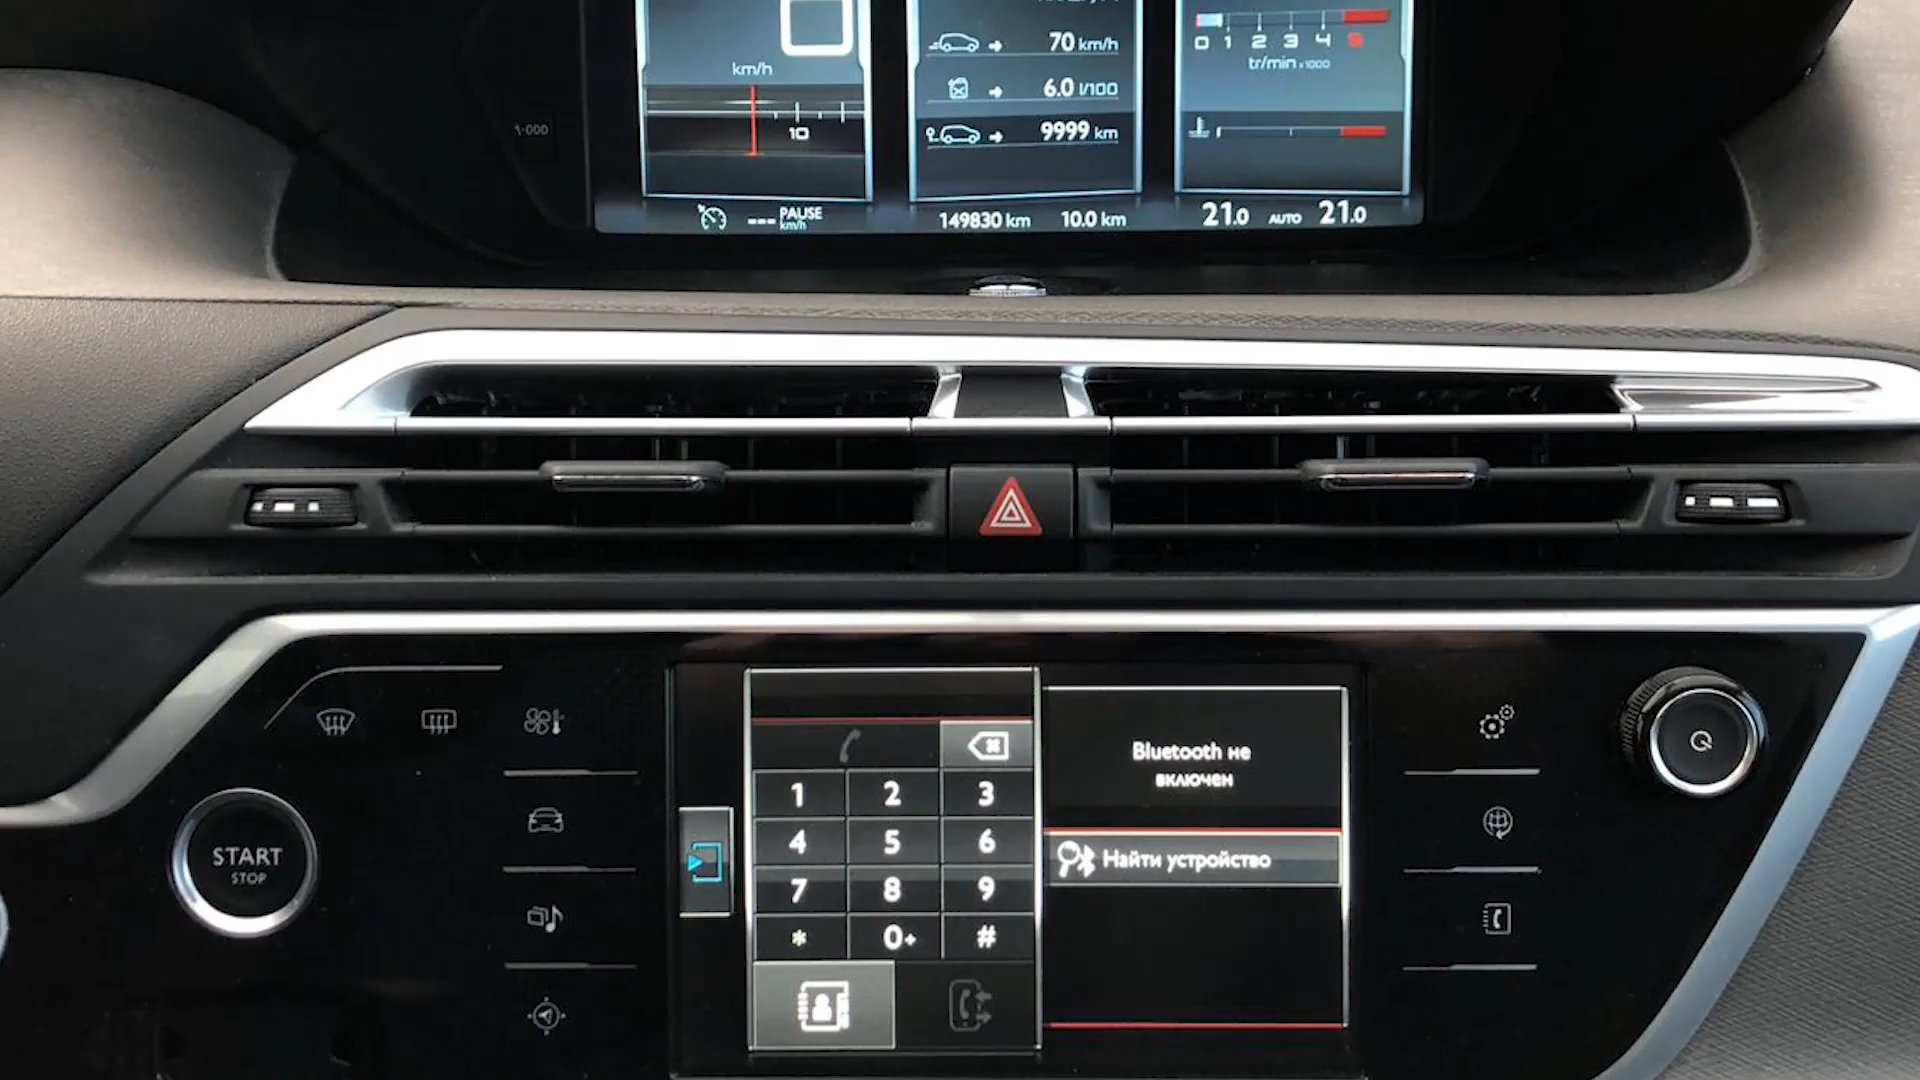 km/h
10
70 km/h
6.0 l/100
9999 km
0 1 2 3 4 5
tr/min x1000
--- PAUSE
km/h
149830 km 10.0 km
21.0 AUTO 21.0
START
STOP
1 2 3
4 5 6
7 8 9
* 0+ #
Bluetooth не
включен
Найти устройство